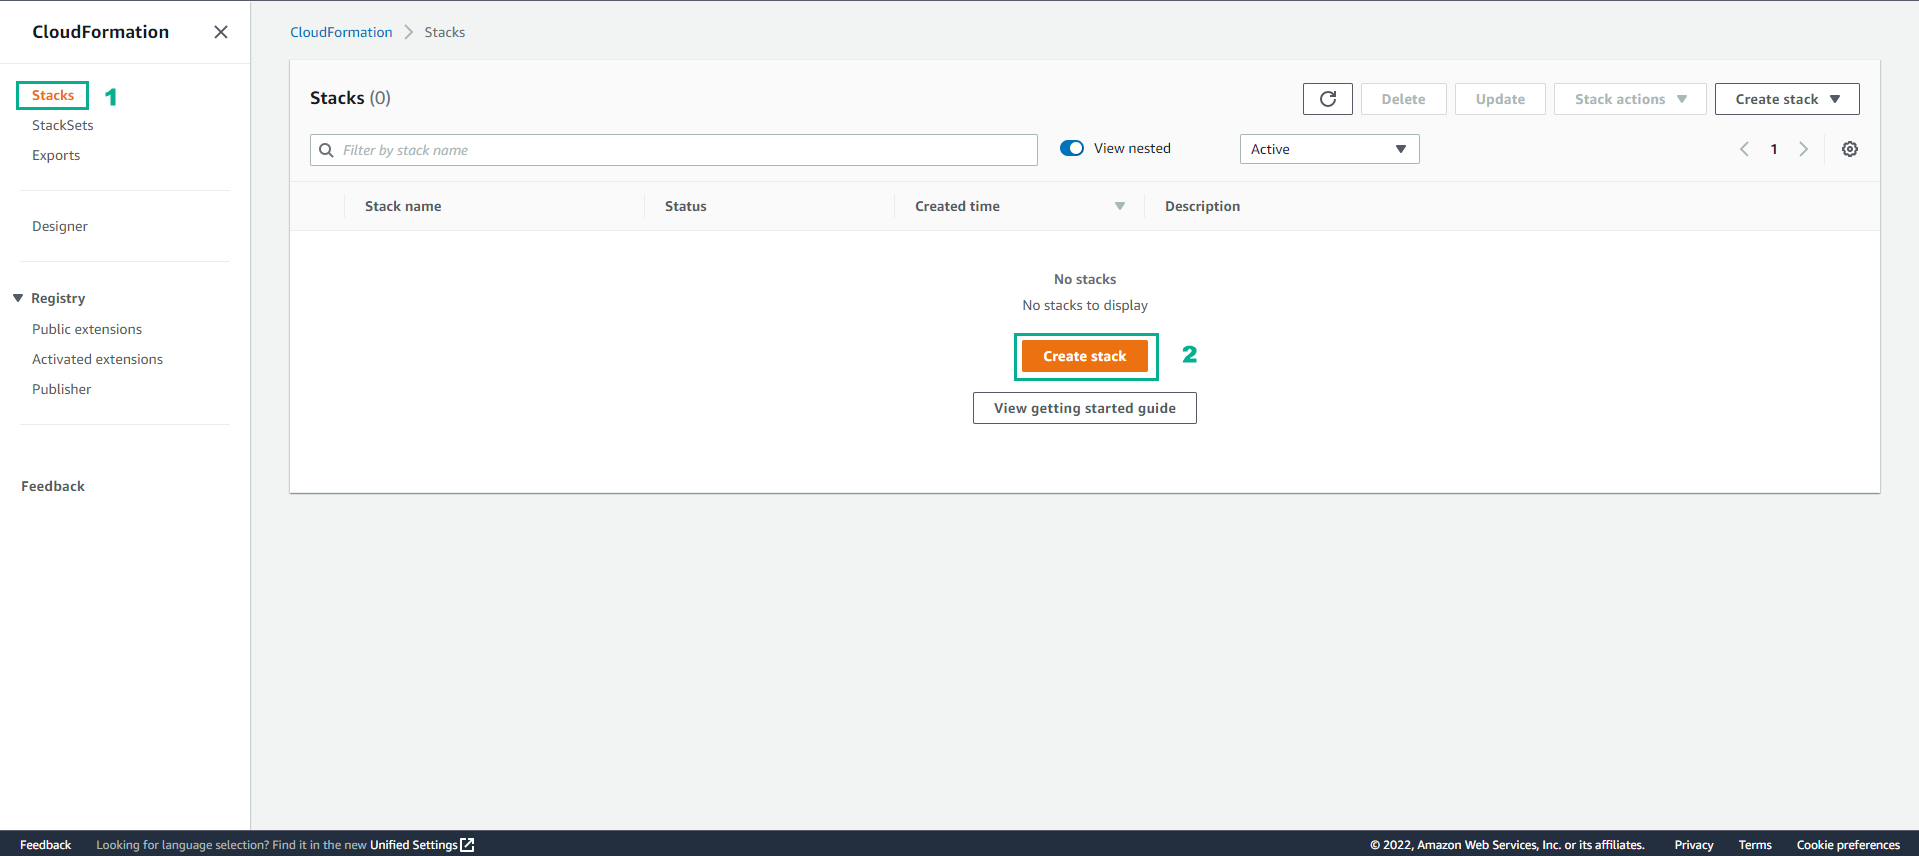 CloudFormation
Stacks 1
StackSets
Exports
Designer
Registry
Public extensions
Activated extensions
Publisher
Feedback
CloudFormation Stacks
Stacks (0)
Delete Update Stack actions Create stack
Filter by stack name View nested Active 1
Stack name Status Created time Description
No stacks
No stacks to display
Create stack 2
View getting started guide
Feedback Looking for language selection? Find it in the new Unified Settings © 2022, Amazon Web Services, Inc. or its affiliates. Privacy Terms Cookie preferences